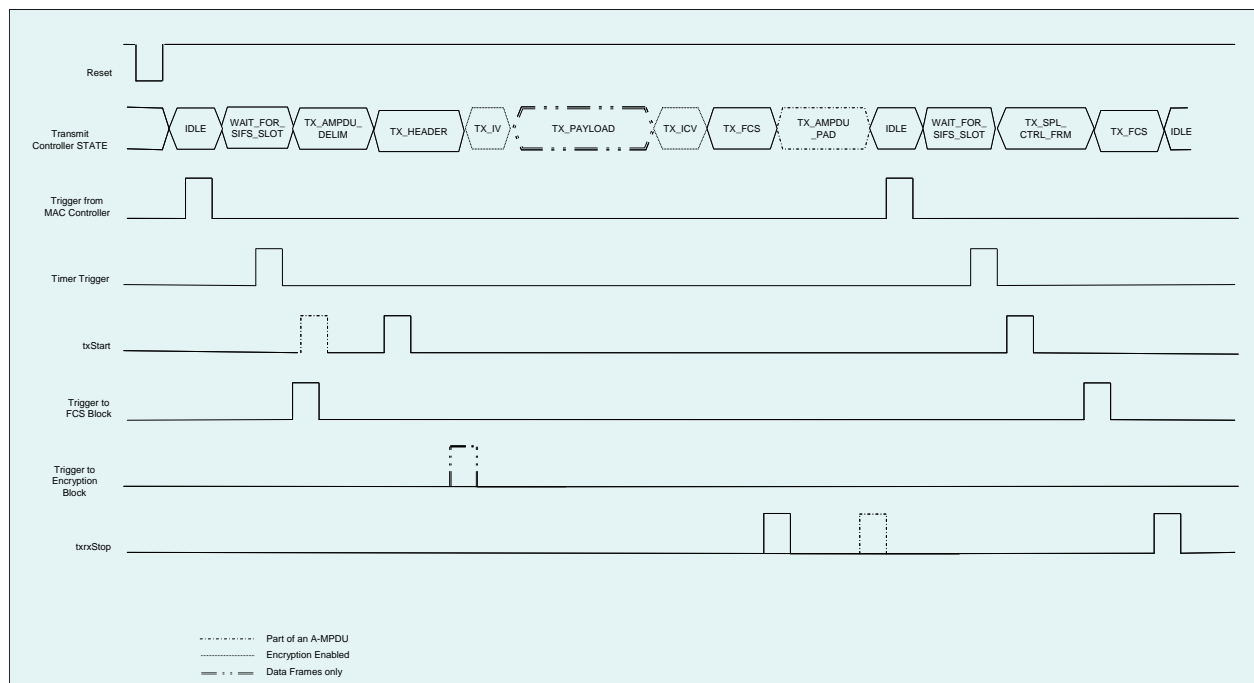 Reset
Transmit
Controller STATE
IDLE
WAIT_FOR_
SIFS_SLOT
TX_AMPDU_
DELIM
TX_HEADER
TX_IV
TX_PAYLOAD
TX_ICV
TX_FCS
TX_AMPDU
_PAD
IDLE
WAIT_FOR_
SIFS_SLOT
TX_SPL_
CTRL_FRM
TX_FCS
IDLE
Trigger from
MAC Controller
Timer Trigger
txStart
Trigger to
FCS Block
Trigger to
Encryption
Block
txrxStop
Part of an A-MPDU
Encryption Enabled
Data Frames only